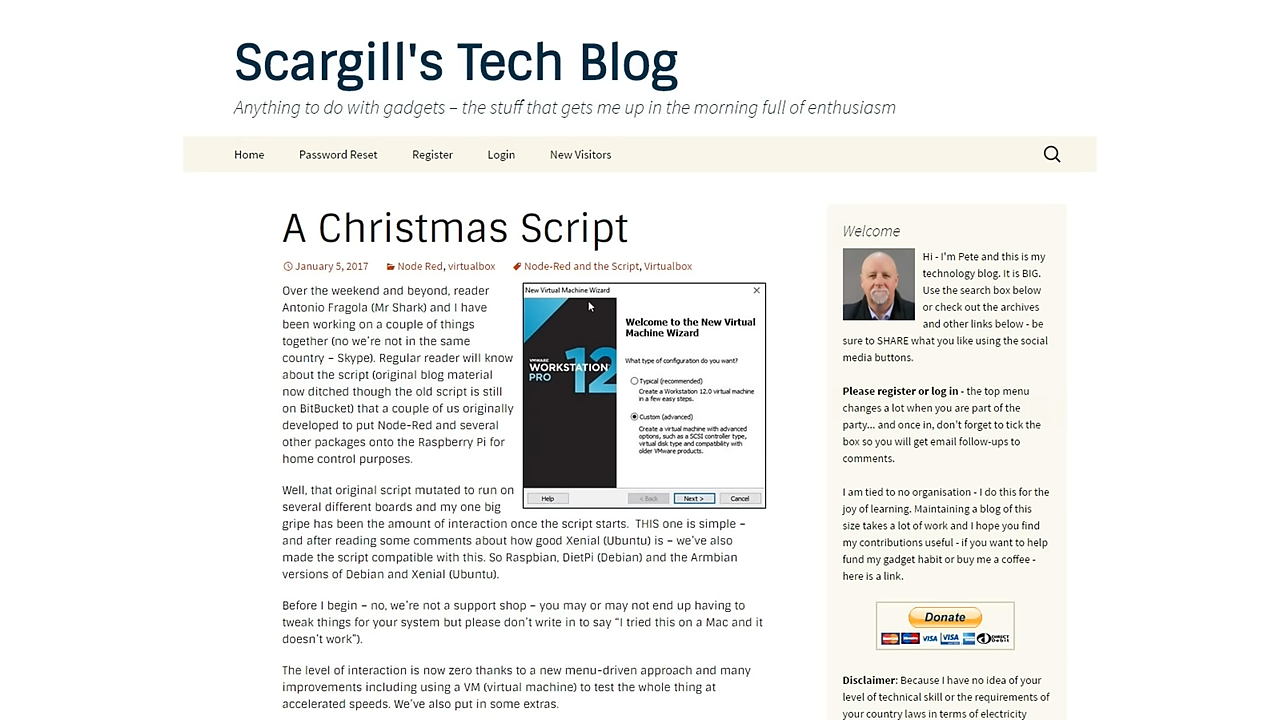 Scargill's Tech Blog
Anything to do with gadgets – the stuff that gets me up in the morning full of enthusiasm
Home Password Reset Register Login New Visitors
A Christmas Script
January 5, 2017 Node Red, virtualbox Node-Red and the Script, Virtualbox
Over the weekend and beyond, reader
Antonio Fragola (Mr Shark) and I have
been working on a couple of things
together (no we're not in the same
country – Skype). Regular reader will know
about the script (original blog material
now ditched though the old script is still
on BitBucket) that a couple of us originally
developed to put Node-Red and several
other packages onto the Raspberry Pi for
home control purposes.
New Virtual Machine Wizard
Welcome to the New Virtual
Machine Wizard
VMWARE
WORKSTATION
PRO 12
What type of configuration do you want?
Typical (recommended)
Create a Workstation 12.0 virtual machine
in a few easy steps.
Custom (advanced)
Create a virtual machine with advanced
options, such as a SCSI controller type,
virtual disk type and compatibility with
older VMware products.
Help < Back Next > Cancel
Well, that original script mutated to run on
several different boards and my one big
gripe has been the amount of interaction once the script starts. THIS one is simple –
and after reading some comments about how good Xenial (Ubuntu) is – we've also
made the script compatible with this. So Raspbian, DietPi (Debian) and the Armbian
versions of Debian and Xenial (Ubuntu).
Before I begin – no, we're not a support shop – you may or may not end up having to
tweak things for your system but please don't write in to say "I tried this on a Mac and it
doesn't work").
The level of interaction is now zero thanks to a new menu-driven approach and many
improvements including using a VM (virtual machine) to test the whole thing at
accelerated speeds. We've also put in some extras.
Welcome
Hi - I'm Pete and this is my
technology blog. It is BIG.
Use the search box below
or check out the archives
and other links below - be
sure to SHARE what you like using the social
media buttons.
Please register or log in - the top menu
changes a lot when you are part of the
party... and once in, don't forget to tick the
box so you will get email follow-ups to
comments.
I am tied to no organisation - I do this for the
joy of learning. Maintaining a blog of this
size takes a lot of work and I hope you find
my contributions useful - if you want to help
fund my gadget habit or buy me a coffee -
here is a link.
Donate
VISA VISA DIRECT Debit
Disclaimer: Because I have no idea of your
level of technical skill or the requirements of
your country laws in terms of electricity